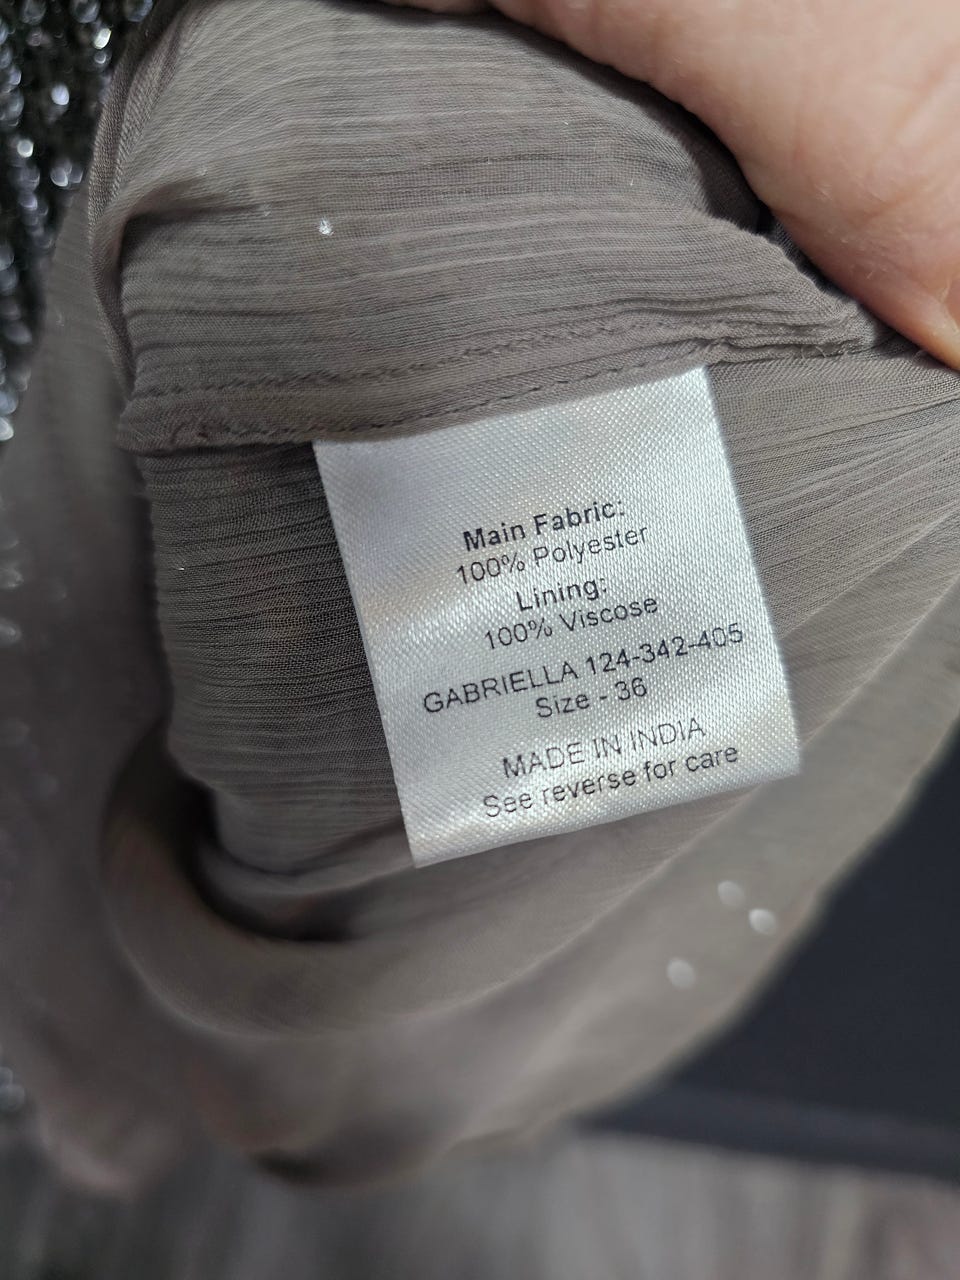 Main Fabric:
100% Polyester
Lining:
100% Viscose
GABRIELLA 124-342-405
Size - 36
MADE IN INDIA
See reverse for care